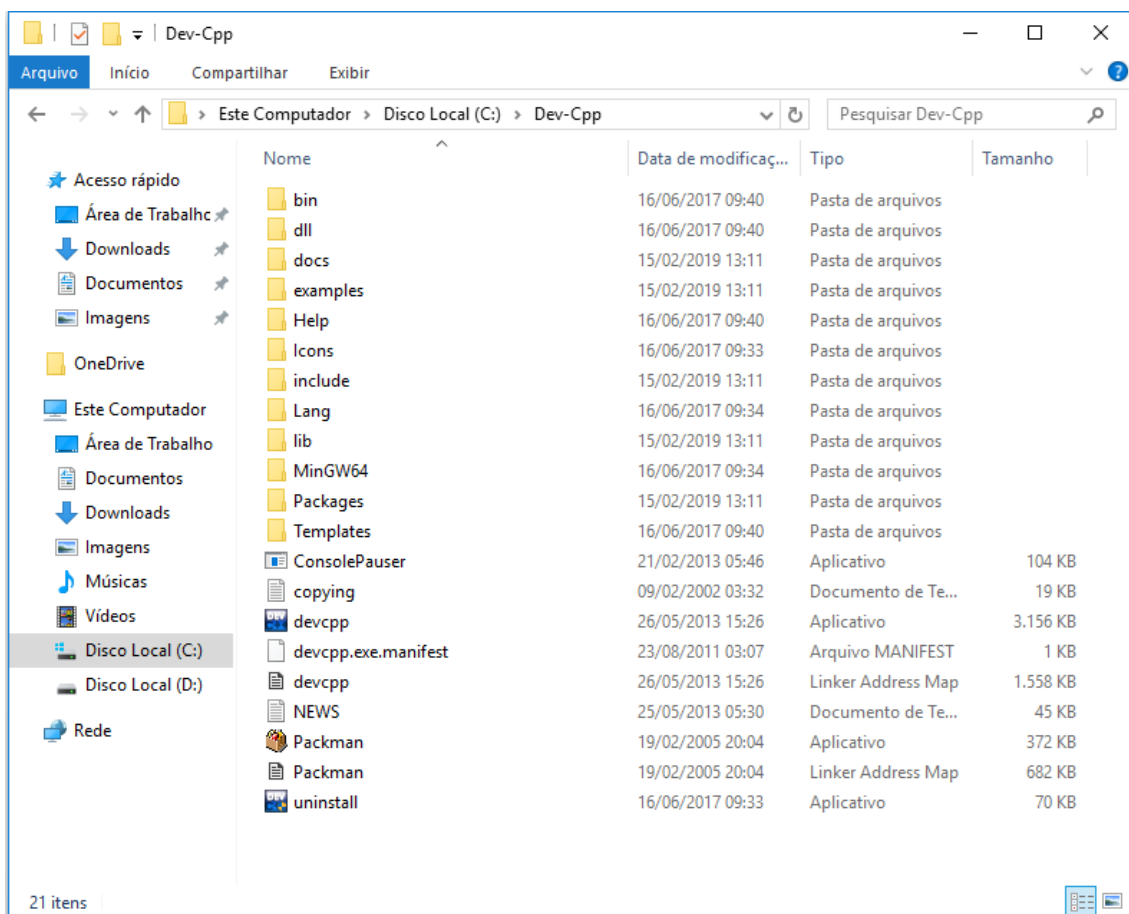 Dev-Cpp
Arquivo Início Compartilhar Exibir
Este Computador Disco Local (C:) Dev-Cpp Pesquisar Dev-Cpp
Nome Data de modificaç... Tipo Tamanho
Acesso rápido
Área de Trabalho
Downloads
Documentos
Imagens
OneDrive
Este Computador
Área de Trabalho
Documentos
Downloads
Imagens
Músicas
Vídeos
Disco Local (C:)
Disco Local (D:)
Rede
bin 16/06/2017 09:40 Pasta de arquivos
dll 16/06/2017 09:40 Pasta de arquivos
docs 15/02/2019 13:11 Pasta de arquivos
examples 15/02/2019 13:11 Pasta de arquivos
Help 16/06/2017 09:40 Pasta de arquivos
Icons 16/06/2017 09:33 Pasta de arquivos
include 15/02/2019 13:11 Pasta de arquivos
Lang 16/06/2017 09:34 Pasta de arquivos
lib 15/02/2019 13:11 Pasta de arquivos
MinGW64 16/06/2017 09:34 Pasta de arquivos
Packages 15/02/2019 13:11 Pasta de arquivos
Templates 16/06/2017 09:40 Pasta de arquivos
ConsolePauser 21/02/2013 05:46 Aplicativo 104 KB
copying 09/02/2002 03:32 Documento de Te... 19 KB
devcpp 26/05/2013 15:26 Aplicativo 3.156 KB
devcpp.exe.manifest 23/08/2011 03:07 Arquivo MANIFEST 1 KB
devcpp 26/05/2013 15:26 Linker Address Map 1.558 KB
NEWS 25/05/2013 05:30 Documento de Te... 45 KB
Packman 19/02/2005 20:04 Aplicativo 372 KB
Packman 19/02/2005 20:04 Linker Address Map 682 KB
uninstall 16/06/2017 09:33 Aplicativo 70 KB
21 itens